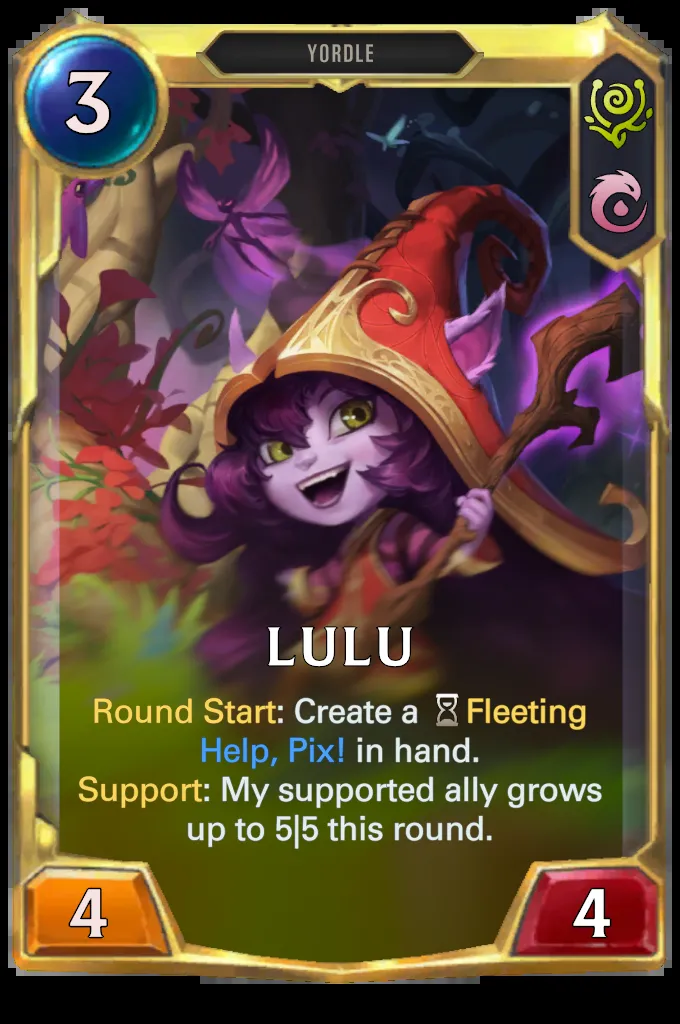 YORDLE
3
LULU
Round Start: Create a Fleeting
Help, Pix! in hand.
Support: My supported ally grows
up to 5|5 this round.
4
4